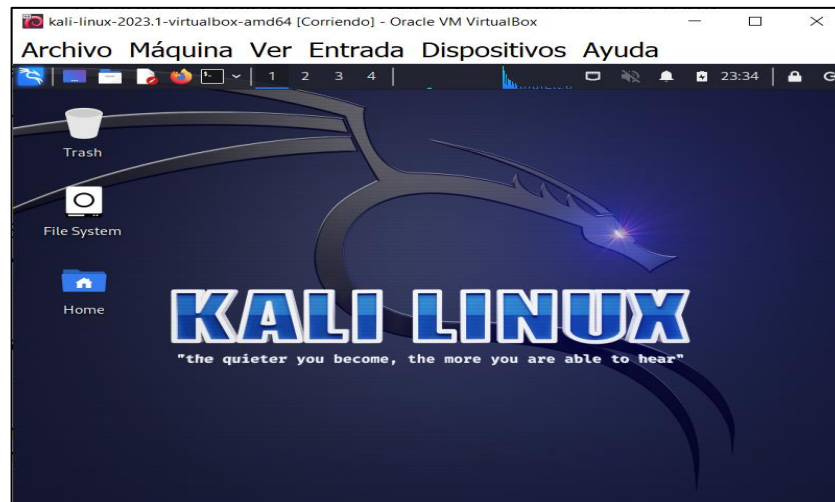 kali-linux-2023.1-virtualbox-amd64 [Corriendo] - Oracle VM VirtualBox
Archivo Máquina Ver Entrada Dispositivos Ayuda
1 2 3 4 23:34
Trash
File System
Home
KALI LINUX
"the quieter you become, the more you are able to hear"